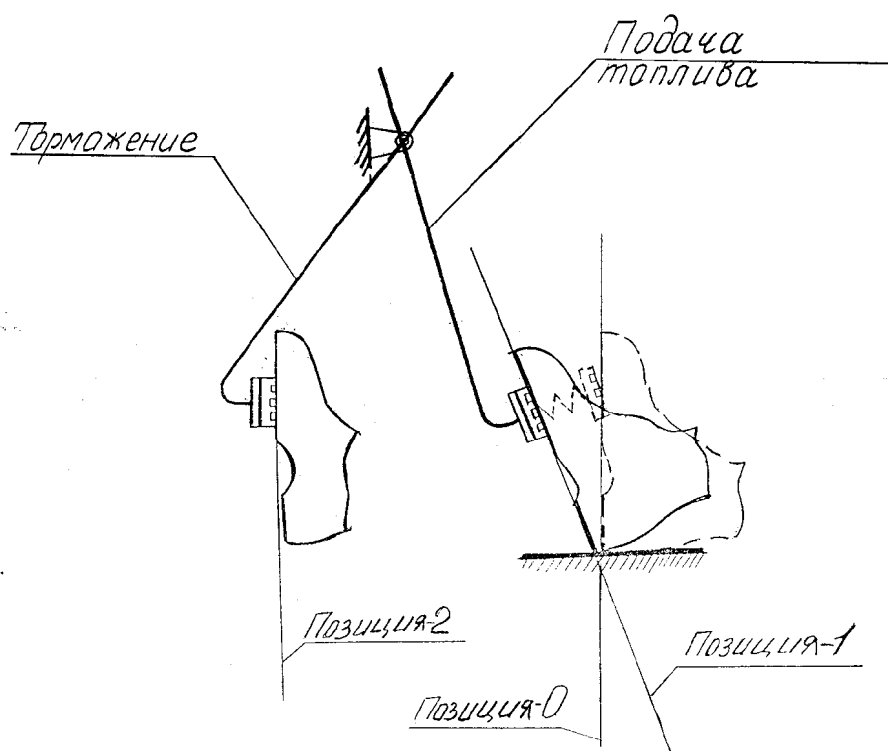 Подача
топлива
Торможение
Позиция-2
Позиция-1
Позиция-0